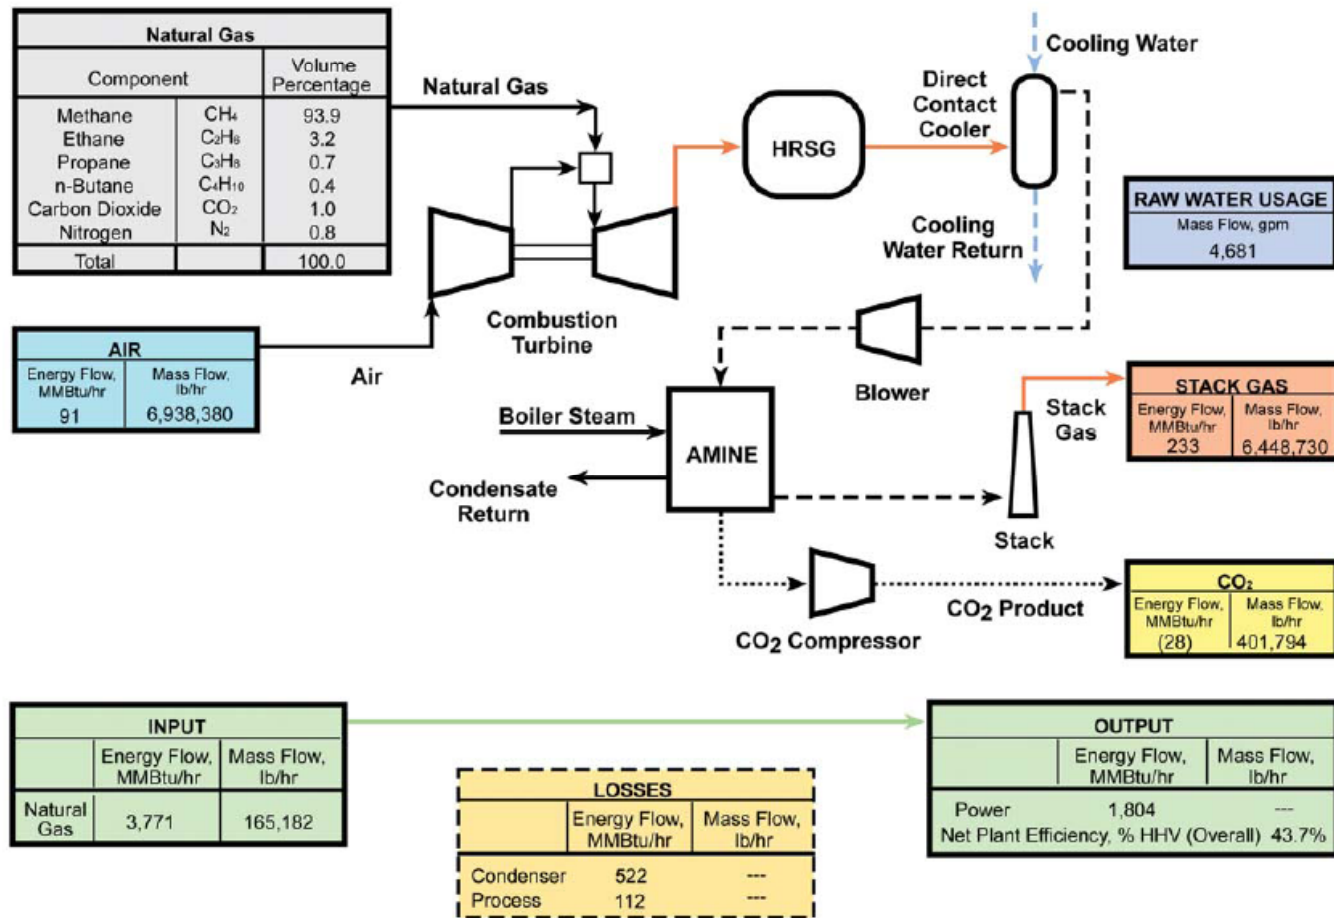 Natural Gas
Component Volume Percentage
Methane CH4 93.9
Ethane C2H6 3.2
Propane C3H8 0.7
n-Butane C4H10 0.4
Carbon Dioxide CO2 1.0
Nitrogen N2 0.8
Total 100.0
Natural Gas
HRSG
Direct
Contact
Cooler
Cooling Water
Cooling
Water Return
RAW WATER USAGE
Mass Flow, gpm
4,681
Combustion
Turbine
AIR
Energy Flow, MMBtu/hr Mass Flow, lb/hr
91 6,938,380
Air
Blower
Boiler Steam
AMINE
Condensate
Return
Stack
Gas
STACK GAS
Energy Flow, MMBtu/hr Mass Flow, lb/hr
233 6,448,730
Stack
CO2 Compressor
CO2 Product
CO2
Energy Flow, MMBtu/hr Mass Flow, lb/hr
(28) 401,794
INPUT
Energy Flow, MMBtu/hr Mass Flow, lb/hr
Natural Gas 3,771 165,182
LOSSES
Energy Flow, MMBtu/hr Mass Flow, lb/hr
Condenser 522 ---
Process 112 ---
OUTPUT
Energy Flow, MMBtu/hr Mass Flow, lb/hr
Power 1,804 ---
Net Plant Efficiency, % HHV (Overall) 43.7%